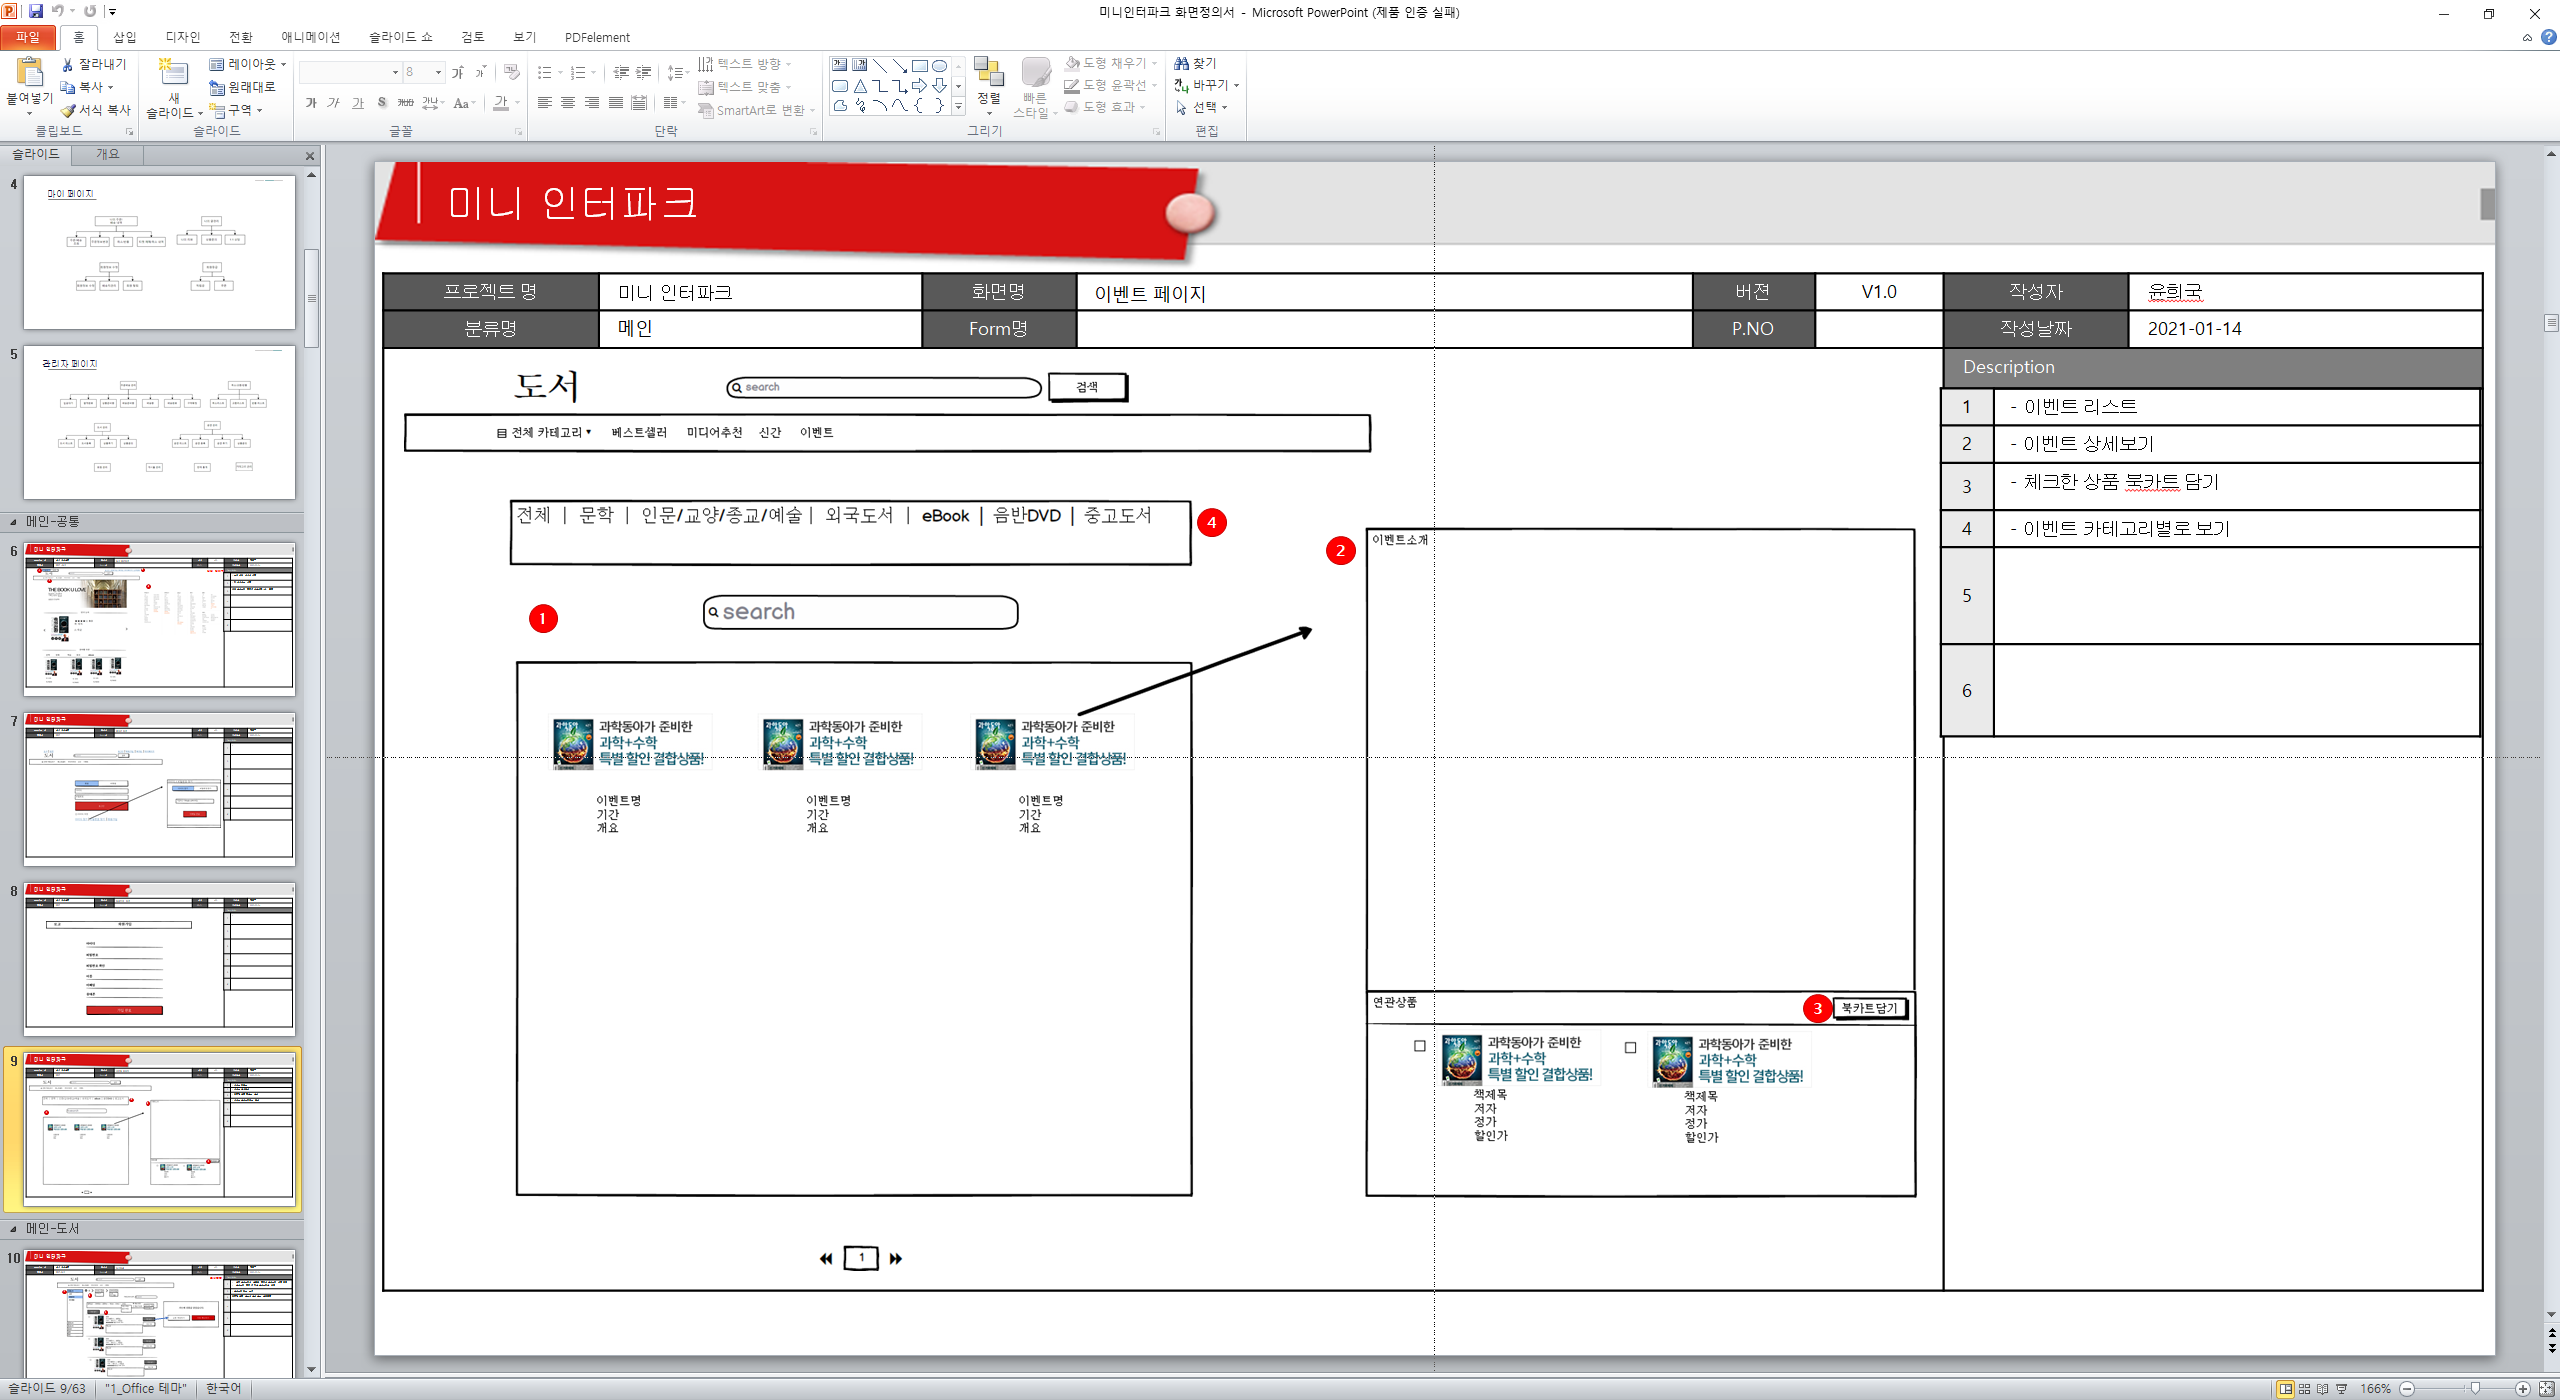 미니인터파크 화면정의서 - Microsoft PowerPoint (제품 인증 실패)
파일 홈 삽입 디자인 전환 애니메이션 슬라이드 쇼 검토 보기 PDFelement
붙여넣기
잘라내기
복사
서식 복사
클립보드
새 슬라이드
레이아웃
원래대로
구역
슬라이드
8
글꼴
텍스트 방향
텍스트 맞춤
SmartArt로 변환
단락
정렬
빠른 스타일
도형 채우기
도형 윤곽선
도형 효과
그리기
찾기
바꾸기
선택
편집
슬라이드 개요
4
마이 페이지
5
관리자 페이지
메인-공통
6
7
8
9
메인-도서
10
미니 인터파크
프로젝트 명 미니 인터파크 화면명 이벤트 페이지 버젼 V1.0 작성자 윤희국
분류명 메인 Form명 P.NO 작성날짜 2021-01-14
Description
1 - 이벤트 리스트
2 - 이벤트 상세보기
3 - 체크한 상품 북카트 담기
4 - 이벤트 카테고리별로 보기
5
6
도서 search 검색
전체 카테고리 베스트셀러 미디어추천 신간 이벤트
전체 | 문학 | 인문/교양/종교/예술 | 외국도서 | eBook | 음반DVD | 중고도서
4
1
search
과학동아가 준비한
과학+수학
특별 할인 결합상품!
이벤트명
기간
개요
과학동아가 준비한
과학+수학
특별 할인 결합상품!
이벤트명
기간
개요
과학동아가 준비한
과학+수학
특별 할인 결합상품!
이벤트명
기간
개요
1
2
이벤트소개
연관상품
3
북카트담기
과학동아가 준비한
과학+수학
특별 할인 결합상품!
책제목
저자
정가
할인가
과학동아가 준비한
과학+수학
특별 할인 결합상품!
책제목
저자
정가
할인가
슬라이드 9/63 "1_Office 테마" 한국어 166%